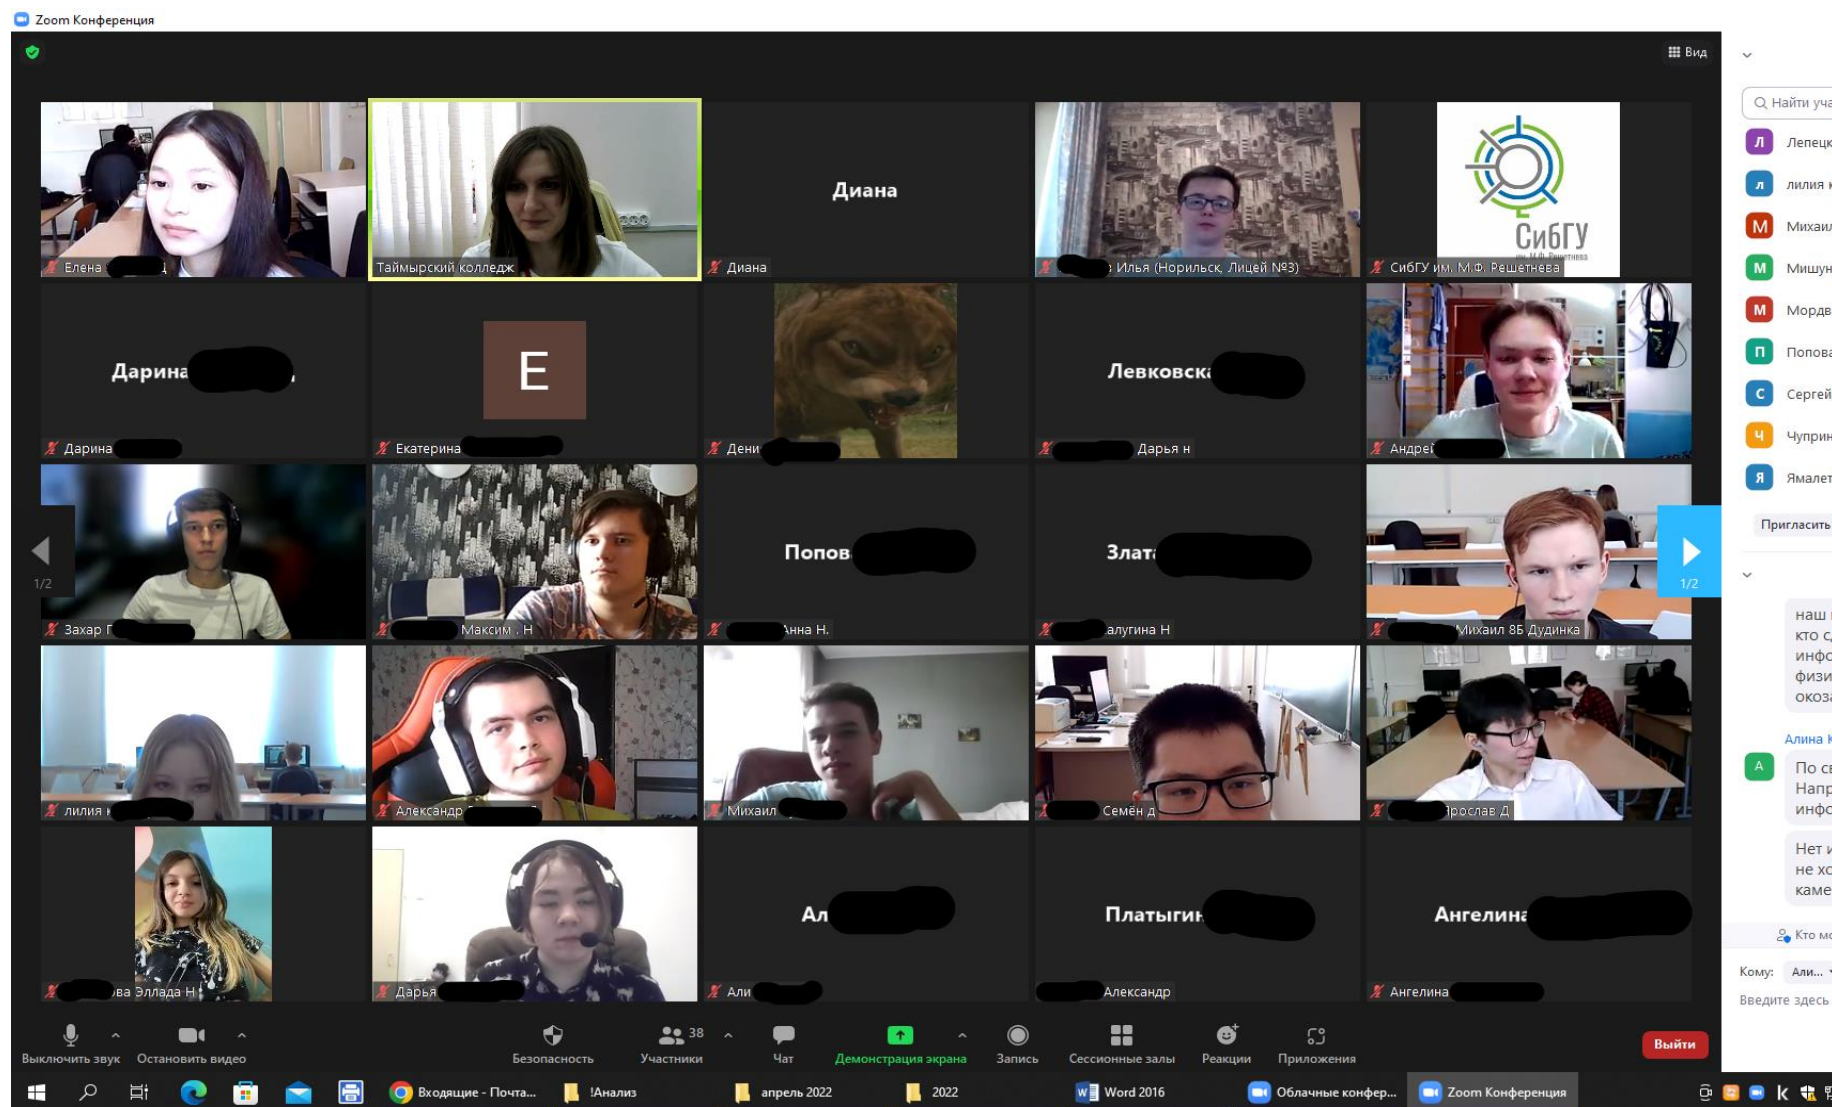 Zoom Конференция
Вид
Елена
Таймырский колледж
Диана
Диана
Илья (Норильск, Лицей №3)
СибГУ
им. М.Ф. Решетнева
СибГУ им. М.Ф. Решетнева
Дарина
Дарина
Е
Екатерина
Дени
Левковск
Дарья н
Андрей
Захар Г
Максим . Н
Попов
Анна Н.
Злат
алугина Н
Михаил 8Б Дудинка
1/2
1/2
лилия к
Александр
Михаил
Семён д
Ярослав Д
ва Эллада Н
Дарья
Ал
Али
Платыгин
Александр
Ангелина
Ангелина
Найти уча
Л Лепецк
л лилия к
М Михаил
М Мишун
М Мордв
П Попова
С Сергей
Ч Чуприн
Я Ямалет
Пригласить
наш
кто с
инфо
физи
окоза
Алина К
А
По св
Напр
инфо
Нет и
не хо
каме
Кто мо
Кому: Али...
Введите здесь
Выключить звук
Остановить видео
Безопасность
38
Участники
Чат
Демонстрация экрана
Запись
Сессионные залы
Реакции
Приложения
Выйти
Входящие - Почта...
!Анализ
апрель 2022
2022
Word 2016
Облачные конфер...
Zoom Конференция